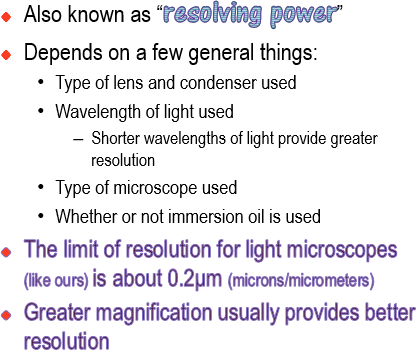 Also known as “resolving power”
Depends on a few general things:
• Type of lens and condenser used
• Wavelength of light used
– Shorter wavelengths of light provide greater
resolution
• Type of microscope used
• Whether or not immersion oil is used
The limit of resolution for light microscopes
(like ours) is about 0.2µm (microns/micrometers)
Greater magnification usually provides better
resolution